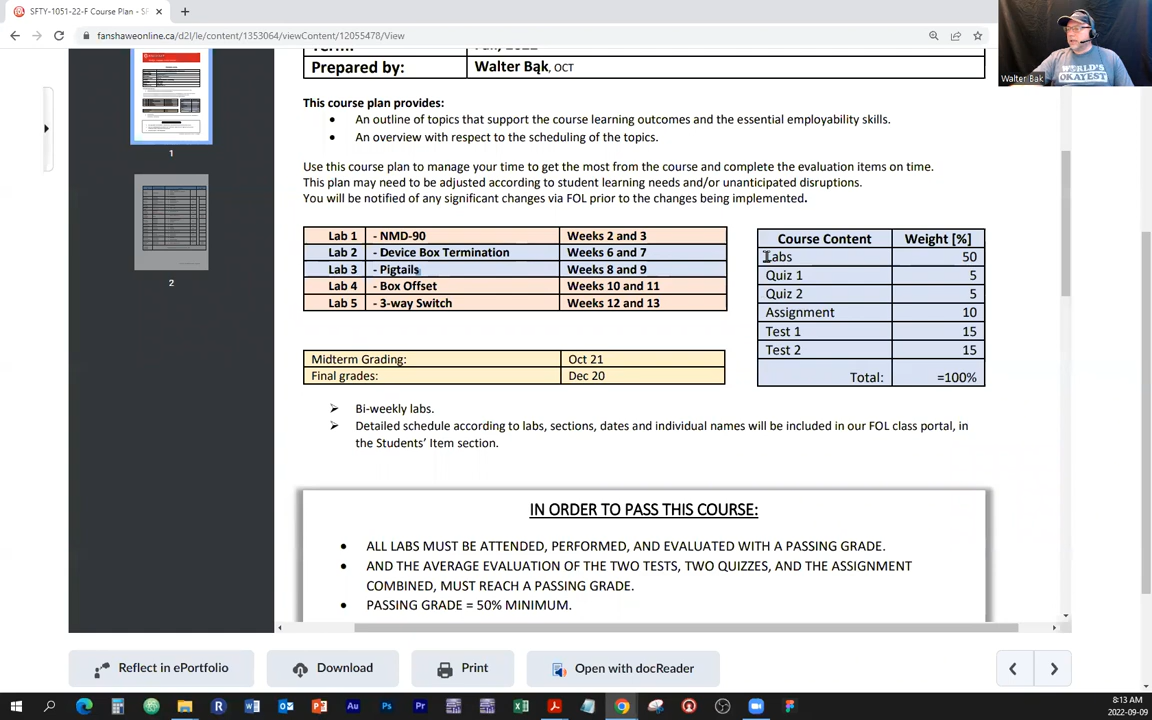 SFTY-1051-22-F Course Plan - SF
fanshaweonline.ca/d2l/le/content/1353064/viewContent/12055478/View
WORLD'S
OKAYEST
Walter Bak
Prepared by: Walter Bak, OCT
This course plan provides:
• An outline of topics that support the course learning outcomes and the essential employability skills.
• An overview with respect to the scheduling of the topics.
Use this course plan to manage your time to get the most from the course and complete the evaluation items on time.
This plan may need to be adjusted according to student learning needs and/or unanticipated disruptions.
You will be notified of any significant changes via FOL prior to the changes being implemented.
Lab 1 - NMD-90 Weeks 2 and 3
Lab 2 - Device Box Termination Weeks 6 and 7
Lab 3 - Pigtails Weeks 8 and 9
Lab 4 - Box Offset Weeks 10 and 11
Lab 5 - 3-way Switch Weeks 12 and 13
Course Content Weight [%]
Labs 50
Quiz 1 5
Quiz 2 5
Assignment 10
Test 1 15
Test 2 15
Total: =100%
Midterm Grading: Oct 21
Final grades: Dec 20
➢ Bi-weekly labs.
➢ Detailed schedule according to labs, sections, dates and individual names will be included in our FOL class portal, in
the Students' Item section.
IN ORDER TO PASS THIS COURSE:
• ALL LABS MUST BE ATTENDED, PERFORMED, AND EVALUATED WITH A PASSING GRADE.
• AND THE AVERAGE EVALUATION OF THE TWO TESTS, TWO QUIZZES, AND THE ASSIGNMENT
COMBINED, MUST REACH A PASSING GRADE.
• PASSING GRADE = 50% MINIMUM.
1
2
Reflect in ePortfolio
Download
Print
Open with docReader
8:13 AM
2022-09-09